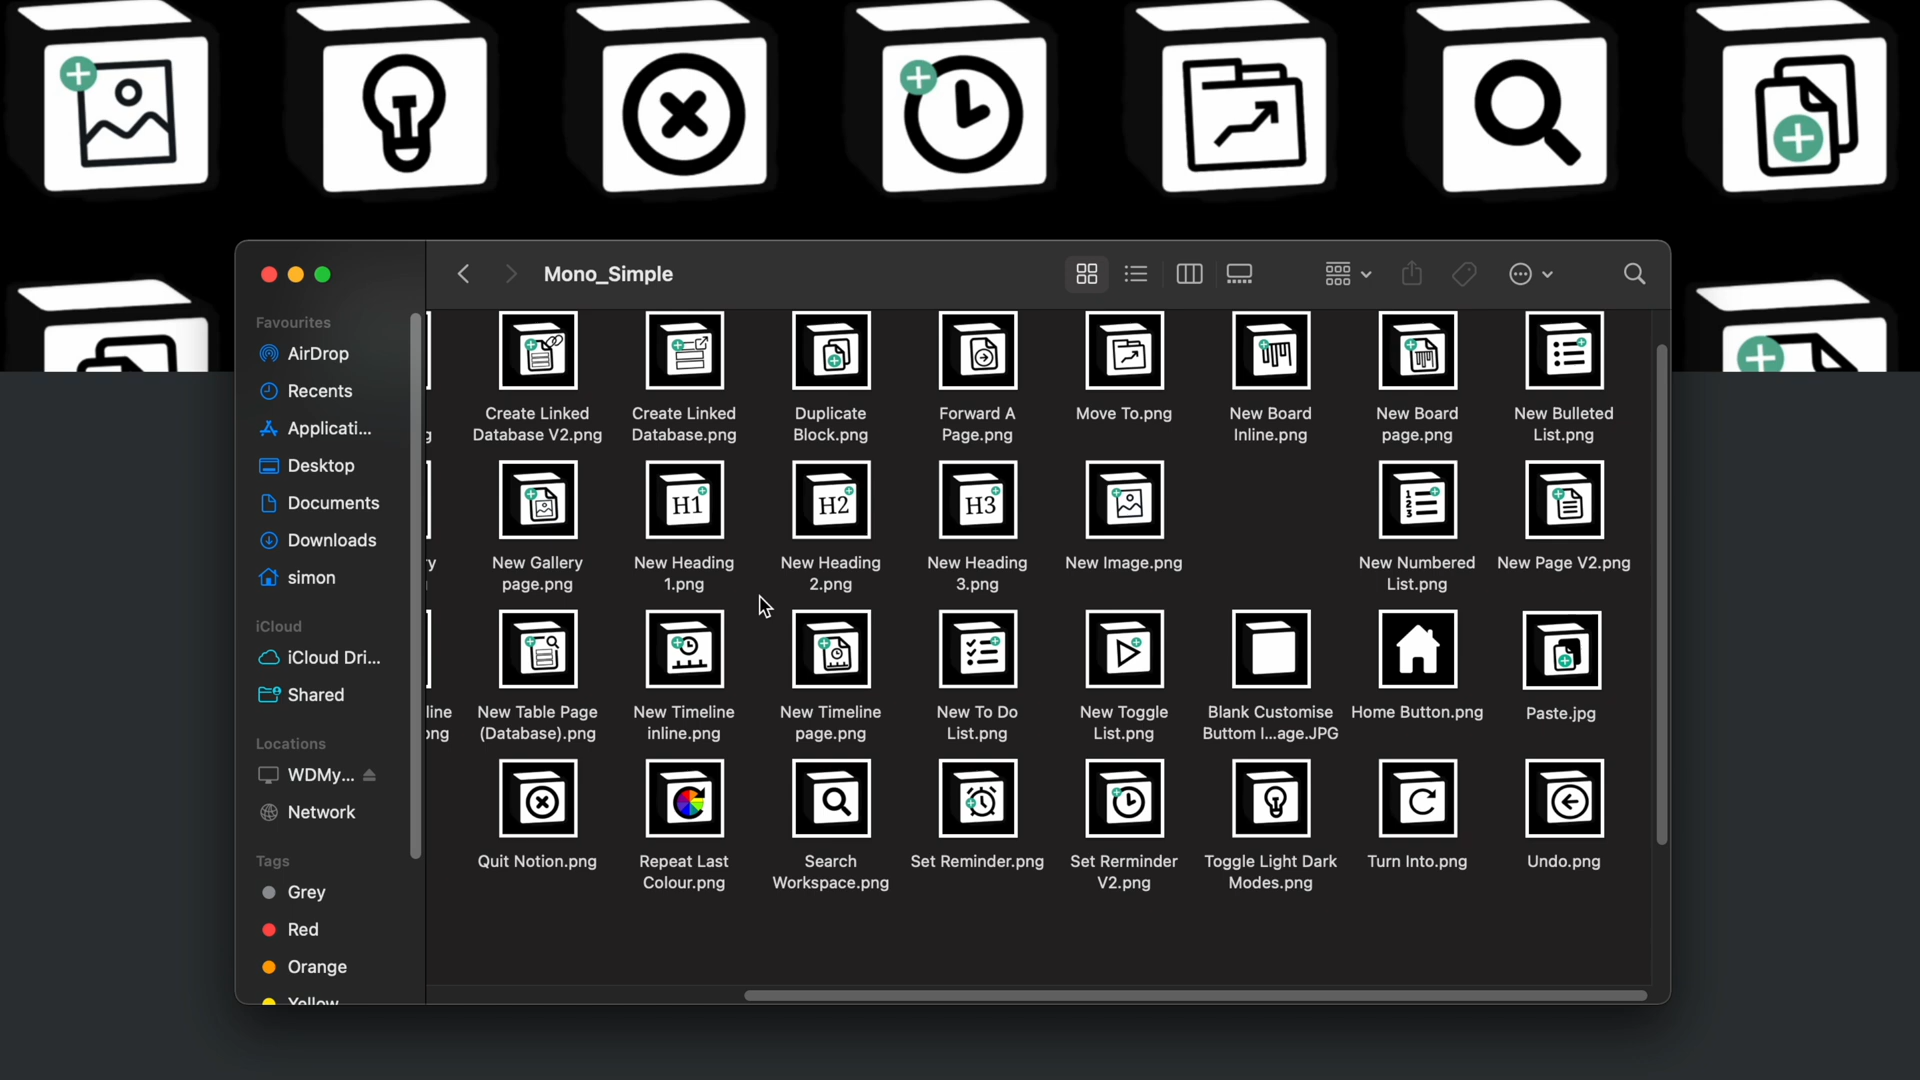 Mono_Simple
Favourites
AirDrop
Recents
Applicati...
Desktop
Documents
Downloads
simon
iCloud
iCloud Dri...
Shared
Locations
WDMy...
Network
Tags
Grey
Red
Orange
Yellow
g
Create Linked
Database V2.png
Create Linked
Database.png
Duplicate
Block.png
Forward A
Page.png
Move To.png
New Board
Inline.png
New Board
page.png
New Bulleted
List.png
H1
H2
H3
1
2
3
ry
New Gallery
page.png
New Heading
1.png
New Heading
2.png
New Heading
3.png
New Image.png
New Numbered
List.png
New Page V2.png
line
ong
New Table Page
(Database).png
New Timeline
inline.png
New Timeline
page.png
New To Do
List.png
New Toggle
List.png
Blank Customise
Buttom I...age.JPG
Home Button.png
Paste.jpg
Quit Notion.png
Repeat Last
Colour.png
Search
Workspace.png
Set Reminder.png
Set Rerminder
V2.png
Toggle Light Dark
Modes.png
Turn Into.png
Undo.png